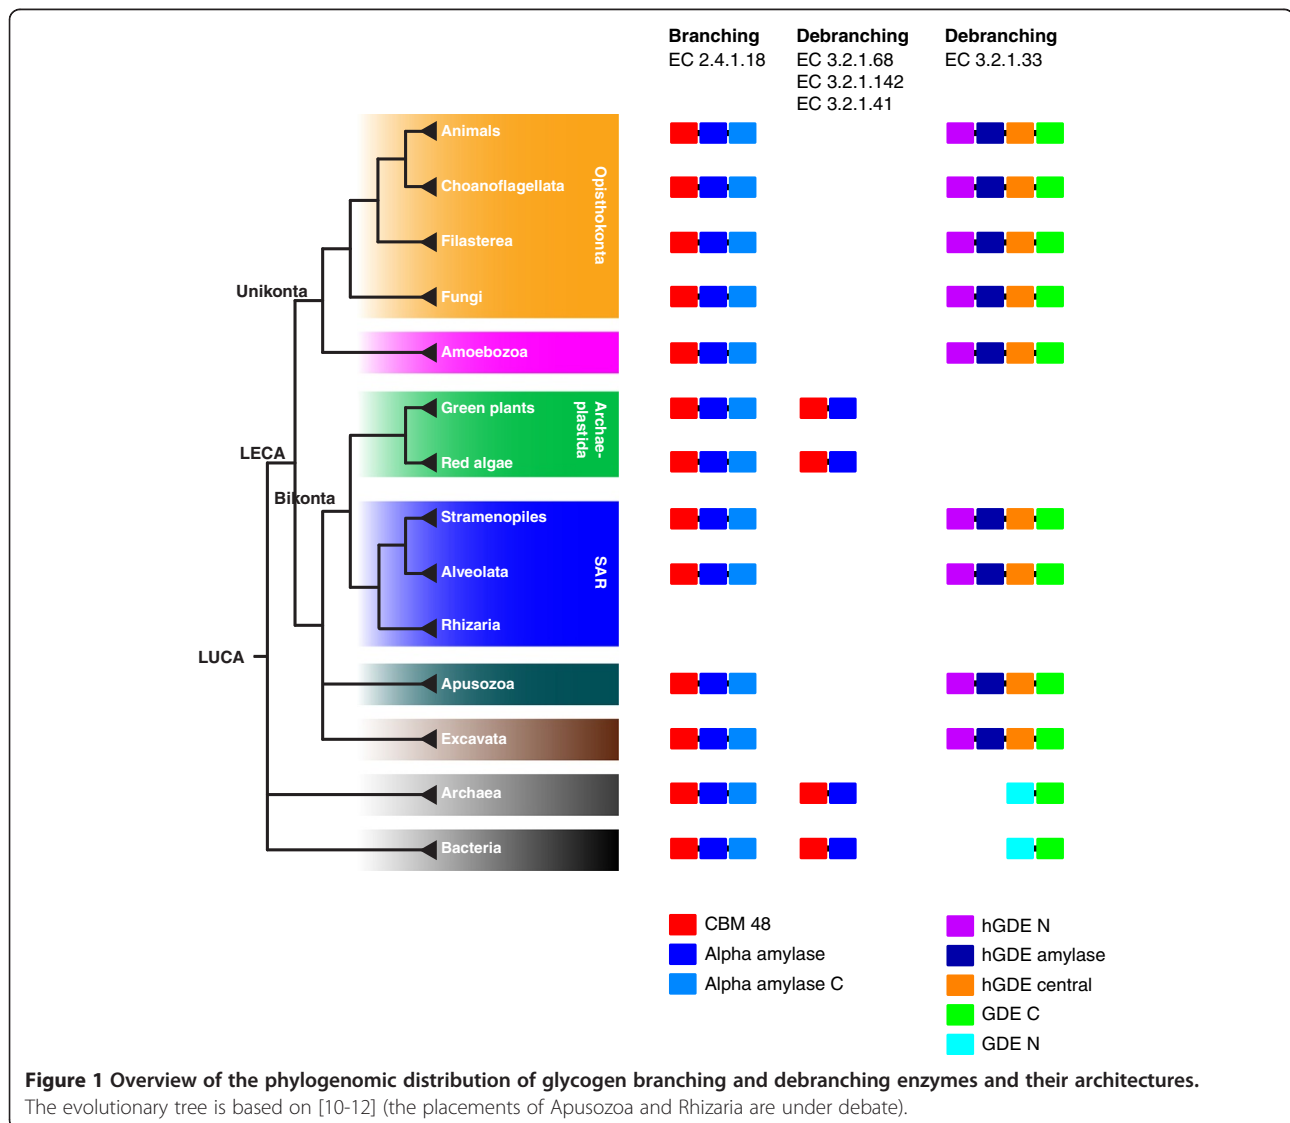 Branching
EC 2.4.1.18
Debranching
EC 3.2.1.68
EC 3.2.1.142
EC 3.2.1.41
Debranching
EC 3.2.1.33
Animals
Choanoflagellata
Filasterea
Fungi
Opisthokonta
Unikonta
Amoebozoa
Green plants
Red algae
Archae-
plastida
LECA
Bikonta
Stramenopiles
Alveolata
Rhizaria
SAR
LUCA
Apusozoa
Excavata
Archaea
Bacteria
CBM 48
Alpha amylase
Alpha amylase C
hGDE N
hGDE amylase
hGDE central
GDE C
GDE N
Figure 1 Overview of the phylogenomic distribution of glycogen branching and debranching enzymes and their architectures.
The evolutionary tree is based on [10-12] (the placements of Apusozoa and Rhizaria are under debate).